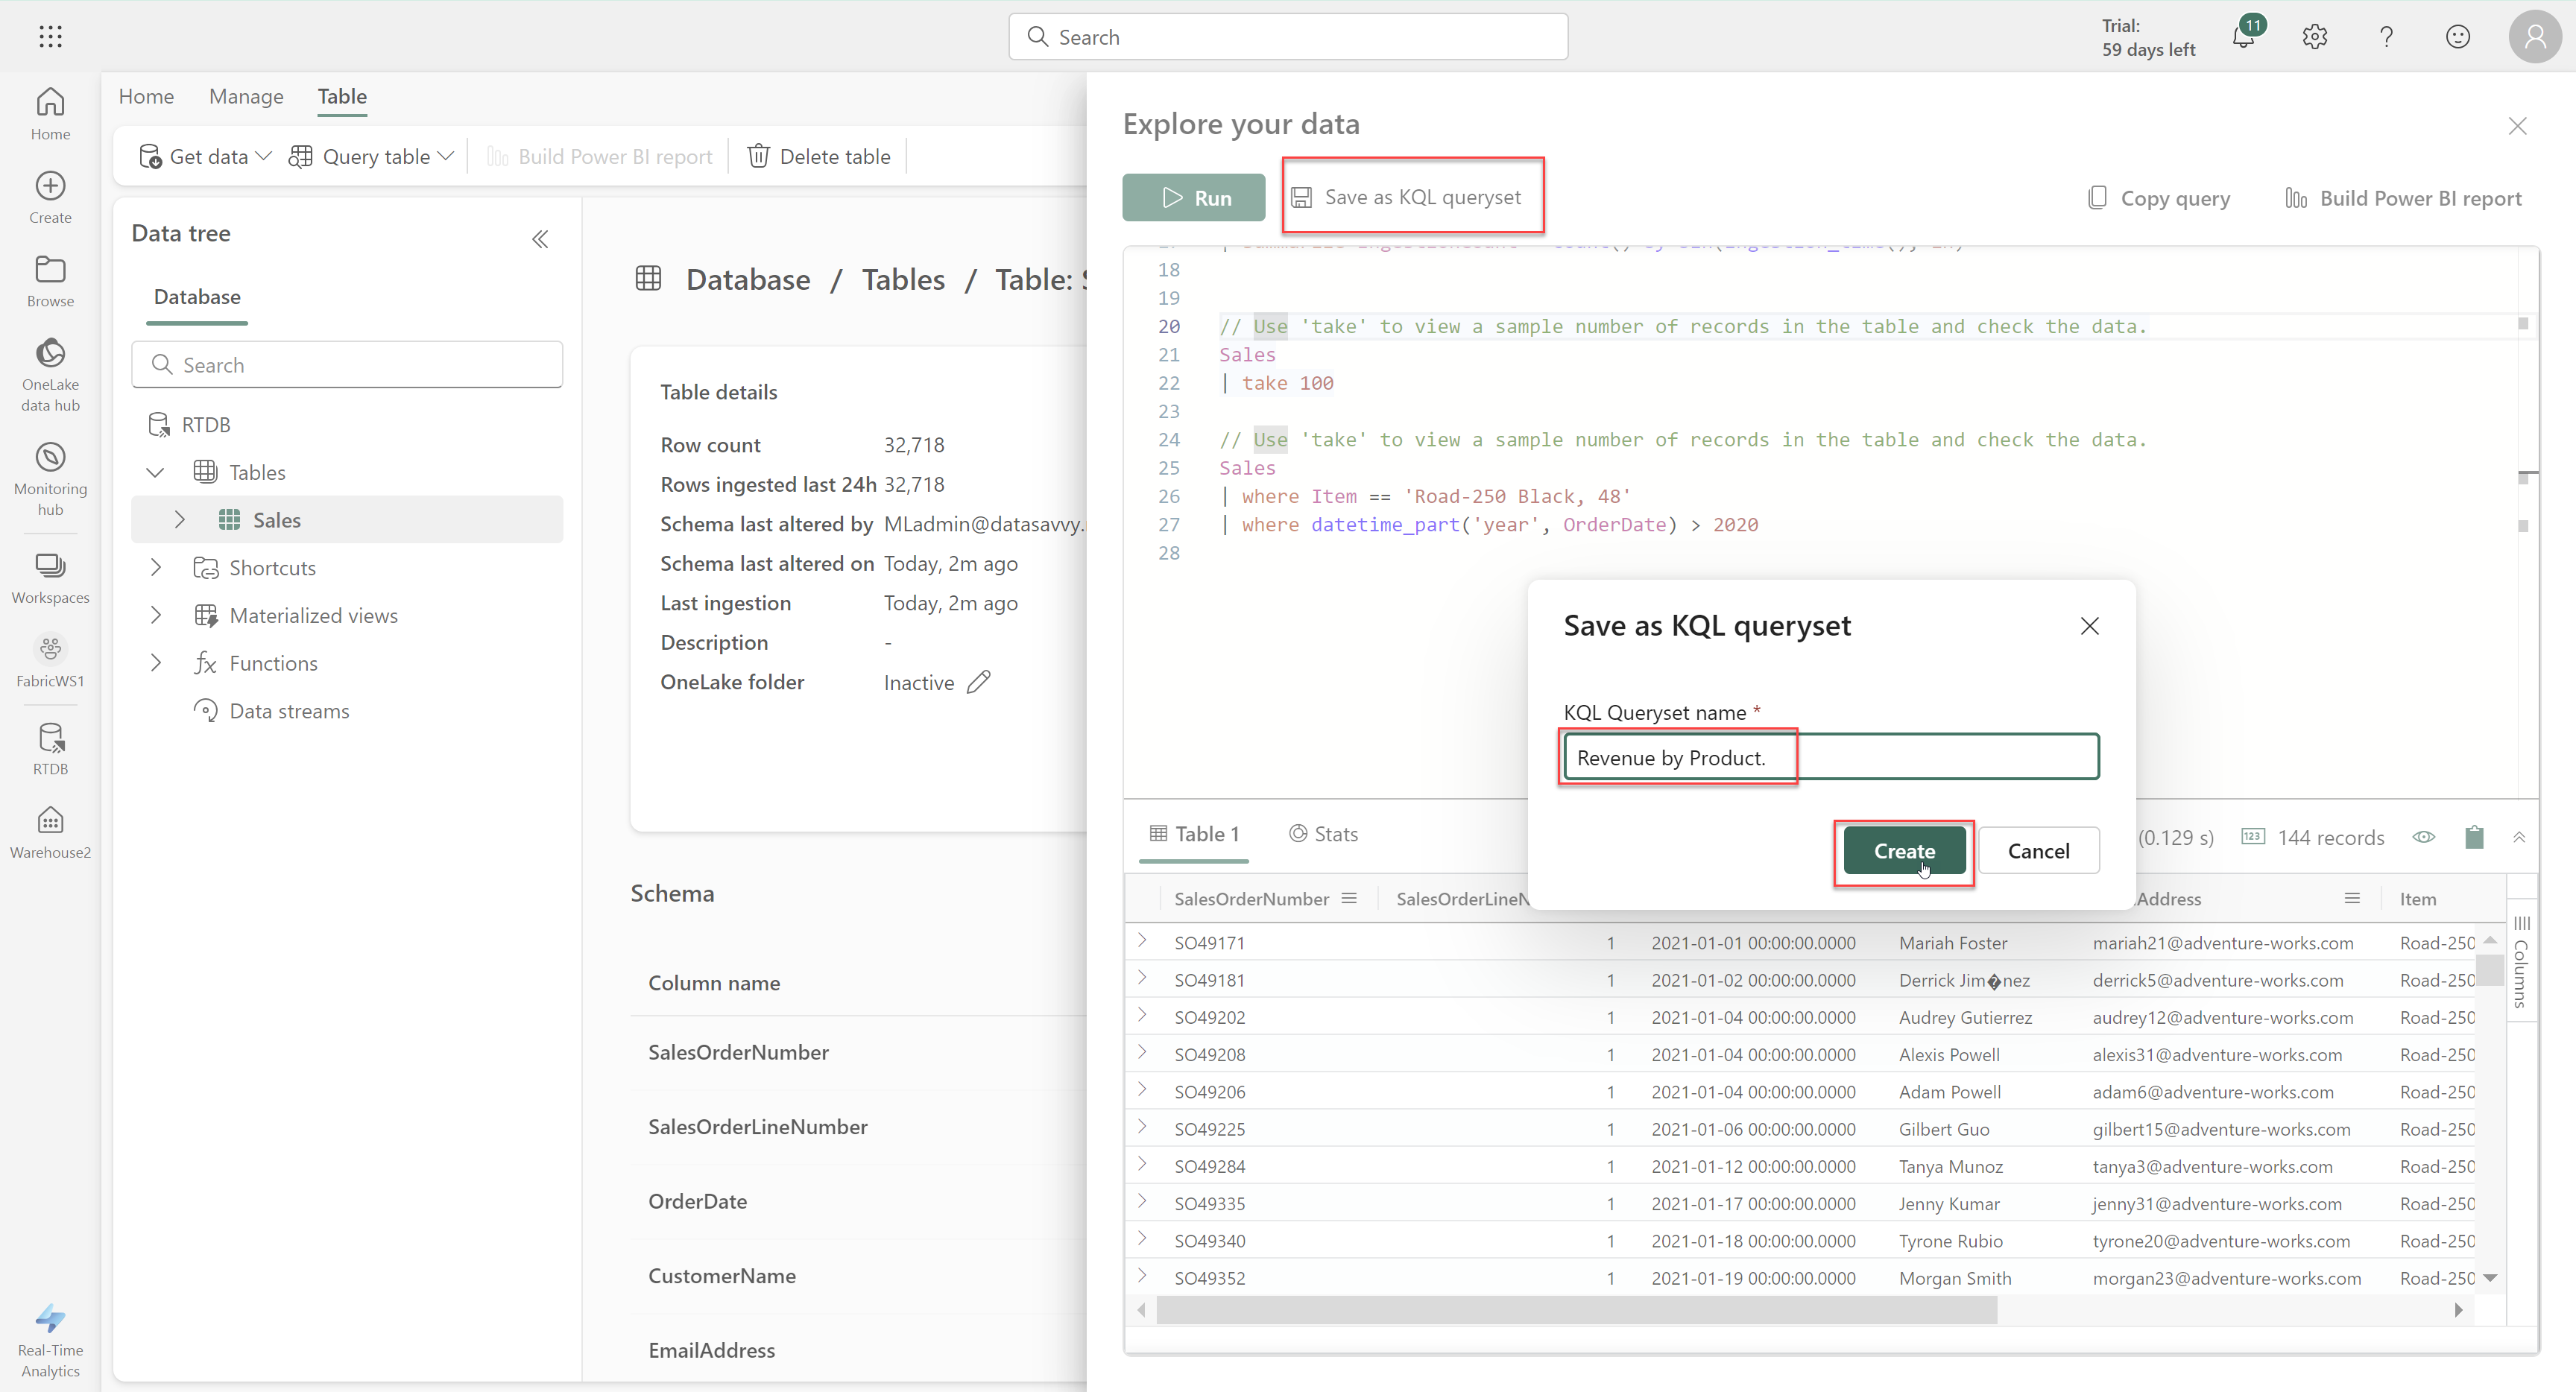 Search
Trial:
59 days left
11
Home
Create
Browse
OneLake
data hub
Monitoring
hub
Workspaces
FabricWS1
RTDB
Warehouse2
Real-Time
Analytics
Home Manage Table
Get data Query table Build Power BI report Delete table
Data tree
Database
Search
RTDB
Tables
Sales
Shortcuts
Materialized views
Functions
Data streams
Database / Tables / Table:
Table details
Row count 32,718
Rows ingested last 24h 32,718
Schema last altered by MLadmin@datasavvy.
Schema last altered on Today, 2m ago
Last ingestion Today, 2m ago
Description -
OneLake folder Inactive
Schema
Column name
SalesOrderNumber
SalesOrderLineNumber
OrderDate
CustomerName
EmailAddress
Explore your data
Run Save as KQL queryset Copy query Build Power BI report
18
19
20 // Use 'take' to view a sample number of records in the table and check the data.
21 Sales
22 | take 100
23
24 // Use 'take' to view a sample number of records in the table and check the data.
25 Sales
26 | where Item == 'Road-250 Black, 48'
27 | where datetime_part('year', OrderDate) > 2020
28
Save as KQL queryset
KQL Queryset name *
Revenue by Product.
Create Cancel
Table 1 Stats (0.129 s) 123 144 records
SalesOrderNumber SalesOrderLineN Address Item
SO49171 1 2021-01-01 00:00:00.0000 Mariah Foster mariah21@adventure-works.com Road-250
SO49181 1 2021-01-02 00:00:00.0000 Derrick Jim�nez derrick5@adventure-works.com Road-250
SO49202 1 2021-01-04 00:00:00.0000 Audrey Gutierrez audrey12@adventure-works.com Road-250
SO49208 1 2021-01-04 00:00:00.0000 Alexis Powell alexis31@adventure-works.com Road-250
SO49206 1 2021-01-04 00:00:00.0000 Adam Powell adam6@adventure-works.com Road-250
SO49225 1 2021-01-06 00:00:00.0000 Gilbert Guo gilbert15@adventure-works.com Road-250
SO49284 1 2021-01-12 00:00:00.0000 Tanya Munoz tanya3@adventure-works.com Road-250
SO49335 1 2021-01-17 00:00:00.0000 Jenny Kumar jenny31@adventure-works.com Road-250
SO49340 1 2021-01-18 00:00:00.0000 Tyrone Rubio tyrone20@adventure-works.com Road-250
SO49352 1 2021-01-19 00:00:00.0000 Morgan Smith morgan23@adventure-works.com Road-250
Columns